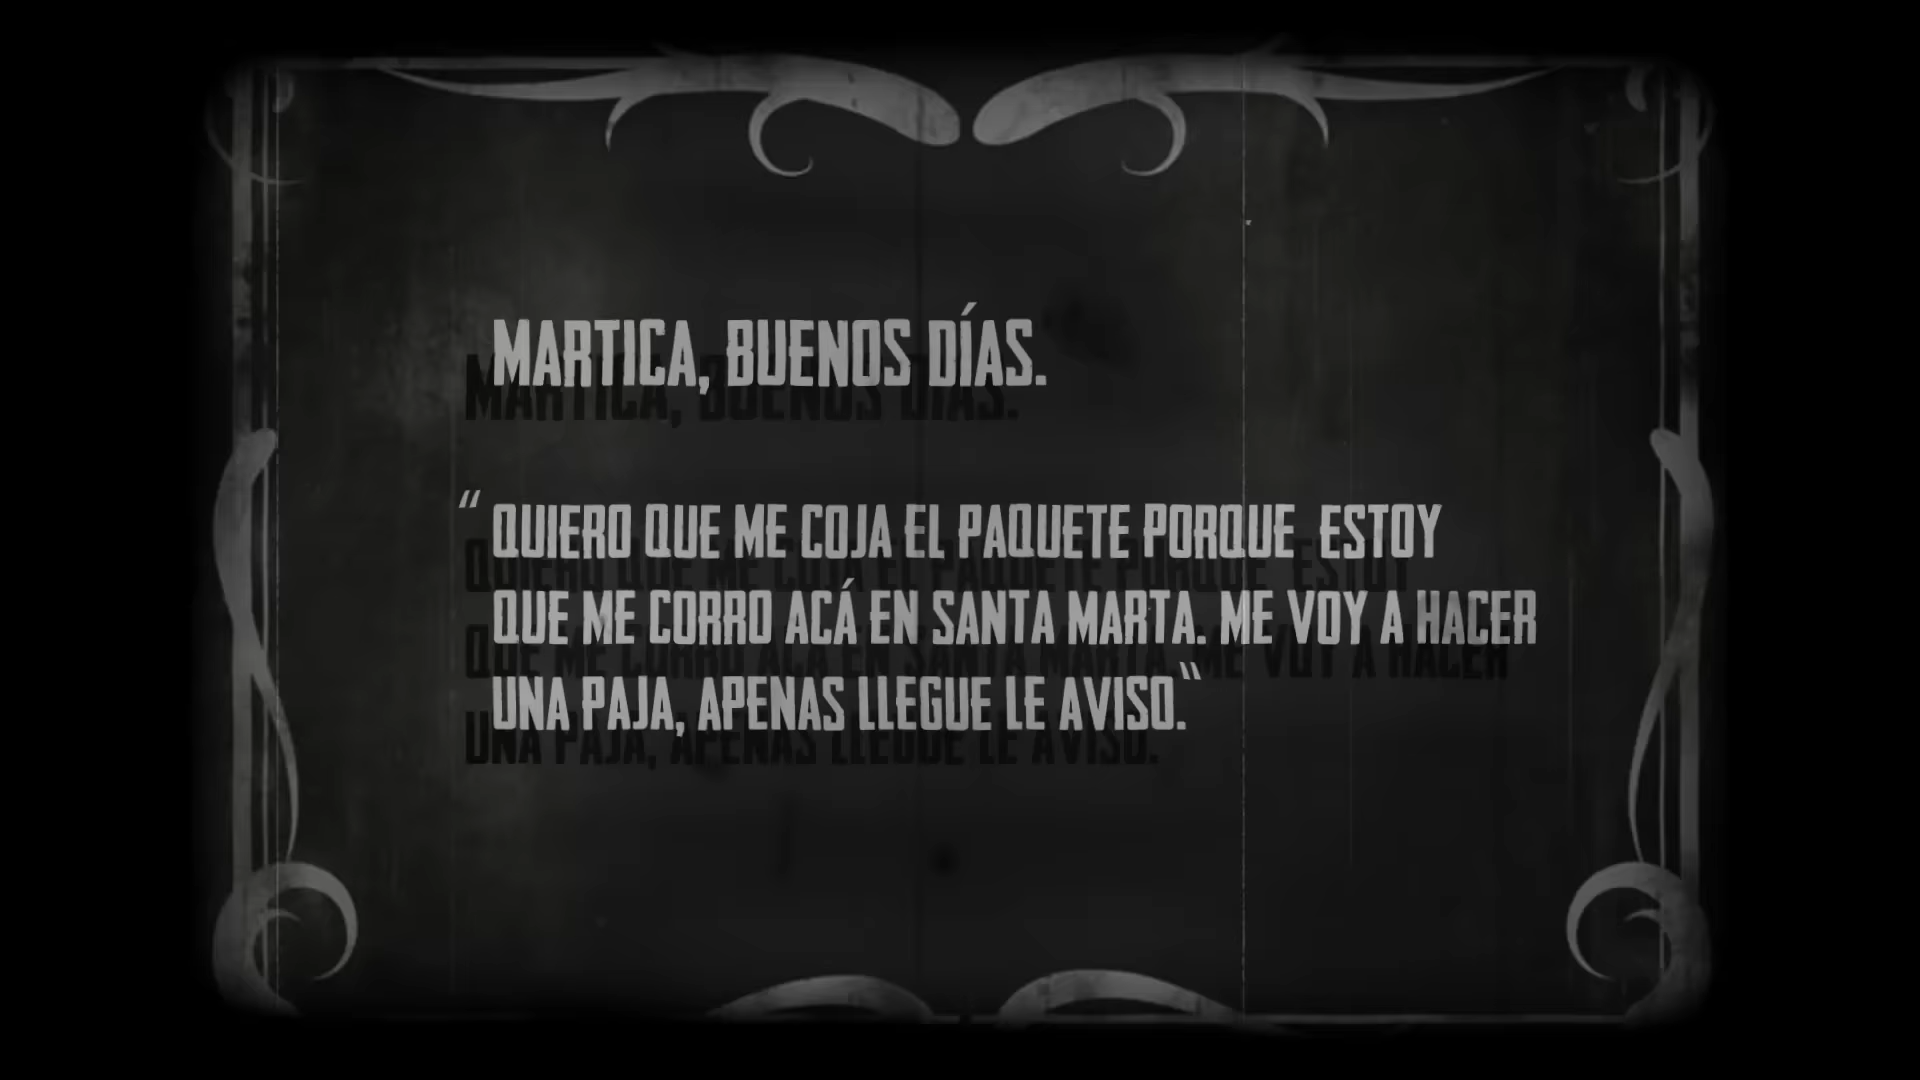 MARTICA, BUENOS DÍAS.
“QUIERO QUE ME COJA EL PAQUETE PORQUE ESTOY
QUE ME CORRO ACÁ EN SANTA MARTA. ME VOY A HACER
UNA PAJA, APENAS LLEGUE LE AVISO.“